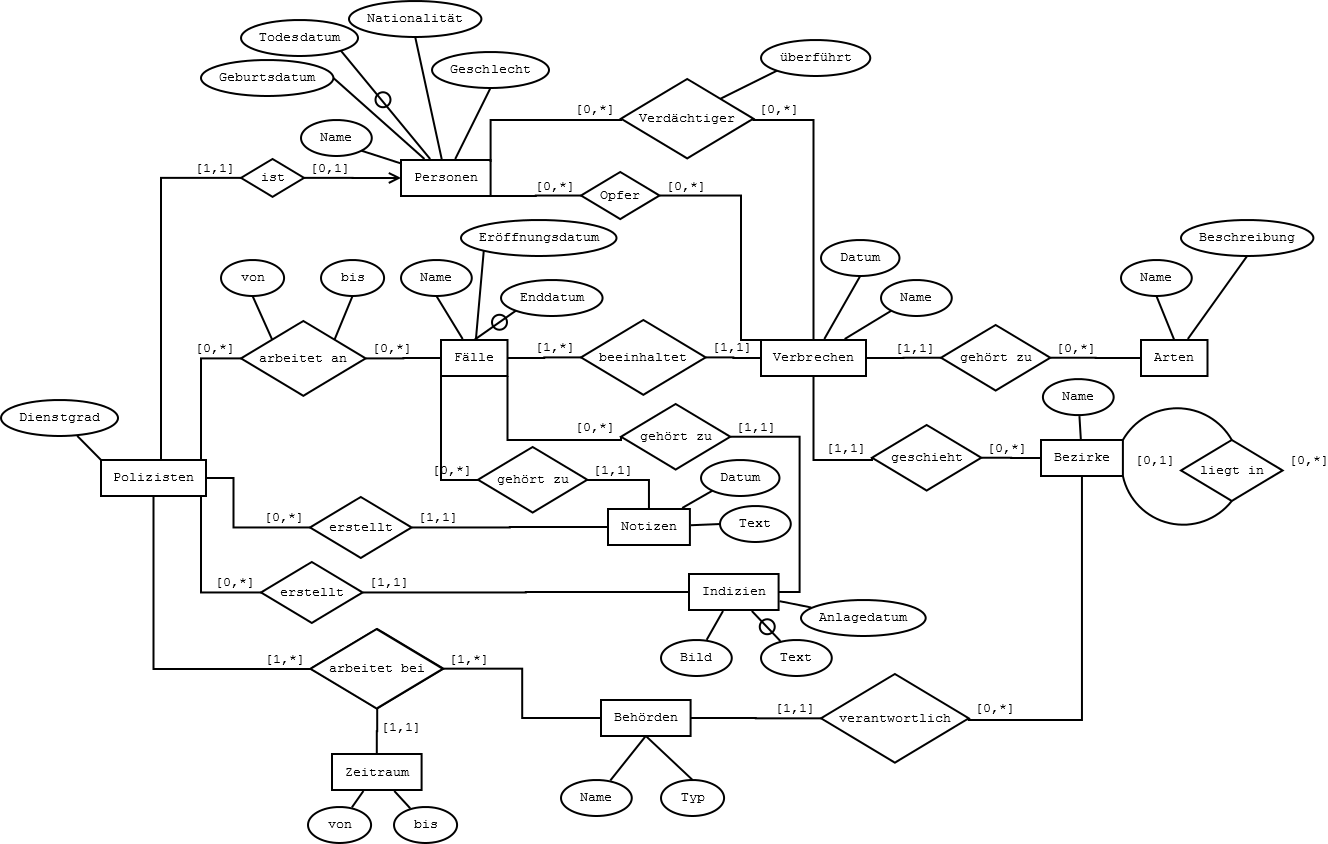 Nationalität
Todesdatum
überführt
Geburtsdatum
Geschlecht
[0,*]
[0,*]
Verdächtiger
Name
[1,1]
[0,1]
ist
Personen
[0,*]
[0,*]
Opfer
Eröffnungsdatum
Beschreibung
Datum
von
bis
Name
Name
Enddatum
Name
[0,*]
[0,*]
[1,*]
[1,1]
[1,1]
[0,*]
arbeitet an
Fälle
beeinhaltet
Verbrechen
gehört zu
Arten
Name
Dienstgrad
[0,*]
[1,1]
gehört zu
[1,1]
[0,*]
geschieht
Bezirke
[0,1]
[0,*]
liegt in
[0,*]
[1,1]
Polizisten
gehört zu
Datum
[0,*]
[1,1]
erstellt
Notizen
Text
[0,*]
[1,1]
erstellt
Indizien
Anlagedatum
[1,*]
[1,*]
Bild
Text
arbeitet bei
[1,1]
[0,*]
Behörden
verantwortlich
[1,1]
Zeitraum
Name
Typ
von
bis